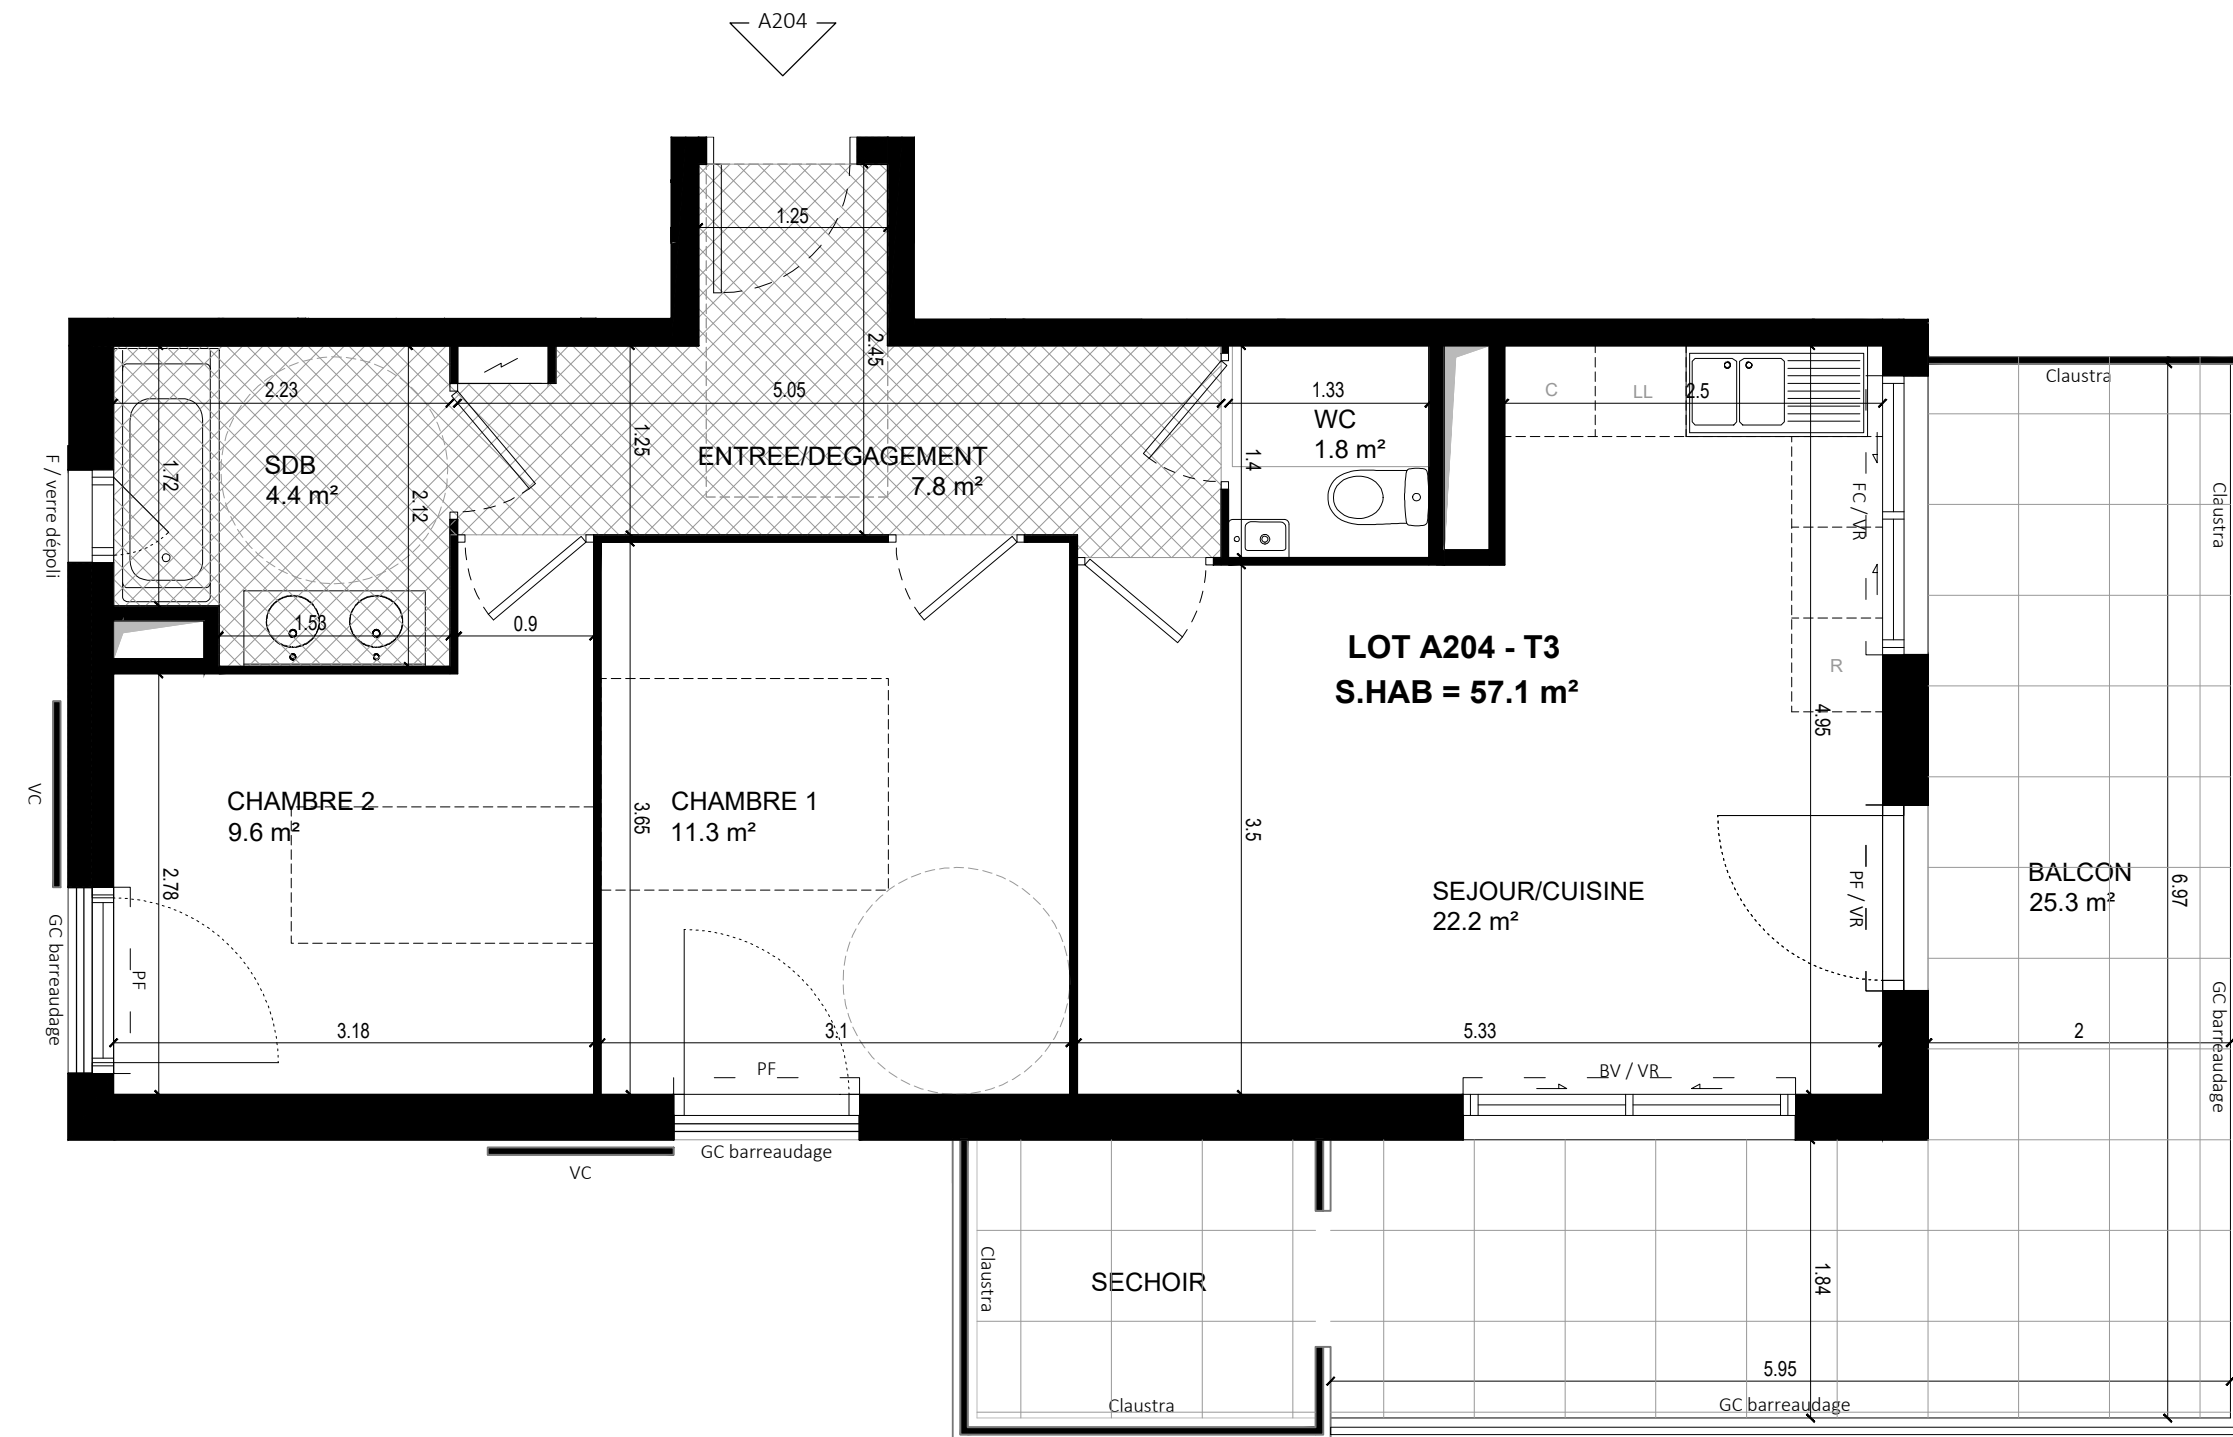 A204
1.25
2.45
2.23
5.05
1.33
C
LL
2.5
Claustra
WC
1.8 m²
1.25
ENTREE/DEGAGEMENT
7.8 m²
1.4
SDB
4.4 m²
1.72
2.12
F / verre dépoli
FC / VR
Claustra
1.53
0.9
LOT A204 - T3
S.HAB = 57.1 m²
R
4.95
VC
CHAMBRE 2
9.6 m²
3.65
CHAMBRE 1
11.3 m²
3.5
2.78
SEJOUR/CUISINE
22.2 m²
PF / VR
BALCON
25.3 m²
6.97
GC barreaudage
PF
3.18
3.1
5.33
2
GC barreaudage
PF
BV / VR
GC barreaudage
VC
Claustra
SECHOIR
1.84
5.95
Claustra
GC barreaudage